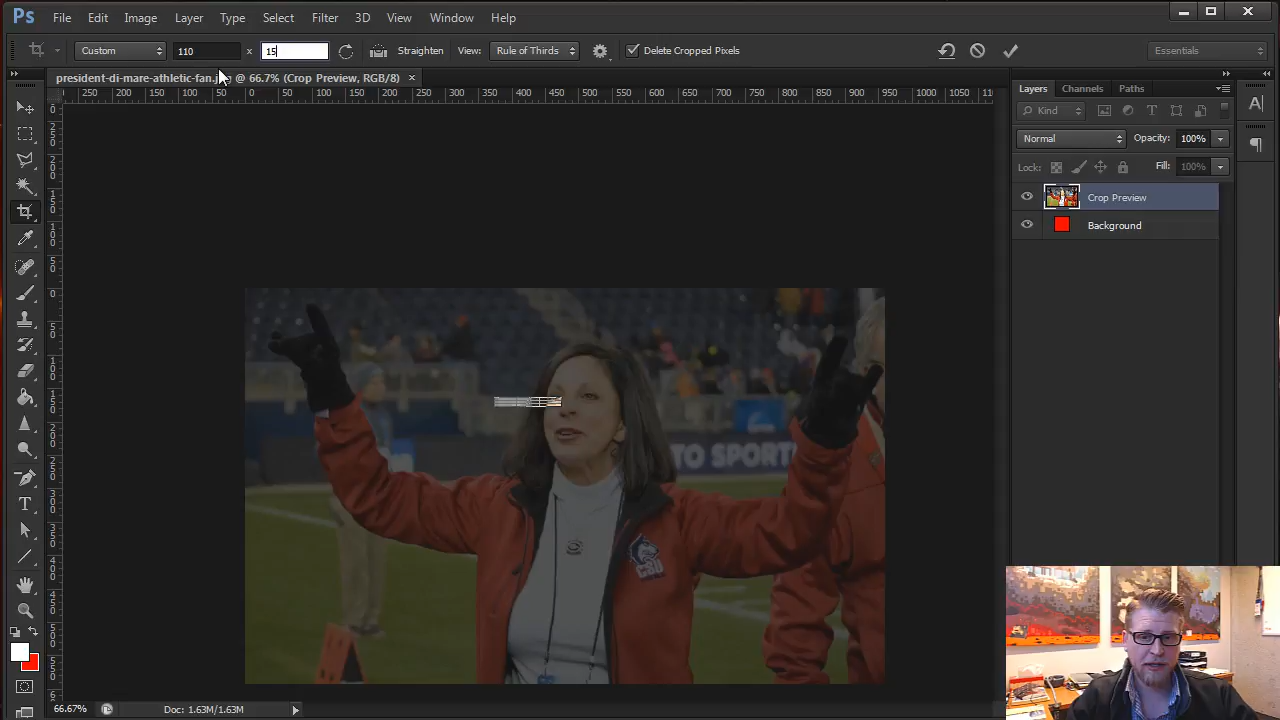 Ps File Edit Image Layer Type Select Filter 3D View Window Help
Custom 110 x 15 Straighten View: Rule of Thirds Delete Cropped Pixels Essentials
president-di-mare-athletic-fan.jpg @ 66.7% (Crop Preview, RGB/8) ×
250 200 150 100 50 0 50 100 150 200 250 300 350 400 450 500 550 600 650 700 750 800 850 900 950 1000 1050
Layers Channels Paths
Kind
Normal Opacity: 100%
Lock: Fill: 100%
Crop Preview
Background
TO SPORT
CSU
66.67% Doc: 1.63M/1.63M